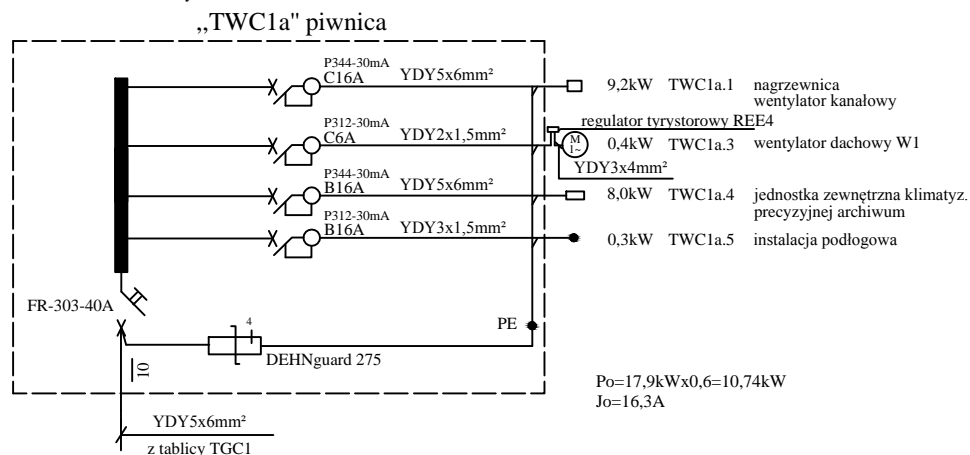 „TWC1a" piwnica
P344-30mA
C16A
YDY5x6mm²
9,2kW TWC1a.1 nagrzewnica
wentylator kanałowy
regulator tyrystorowy REE4
P312-30mA
C6A
YDY2x1,5mm²
M
1~
0,4kW TWC1a.3 wentylator dachowy W1
YDY3x4mm²
P344-30mA
B16A
YDY5x6mm²
8,0kW TWC1a.4 jednostka zewnętrzna klimatyz.
precyzyjnej archiwum
P312-30mA
B16A
YDY3x1,5mm²
0,3kW TWC1a.5 instalacja podłogowa
FR-303-40A
4
PE
DEHNguard 275
10
Po=17,9kWx0,6=10,74kW
Jo=16,3A
YDY5x6mm²
z tablicy TGC1